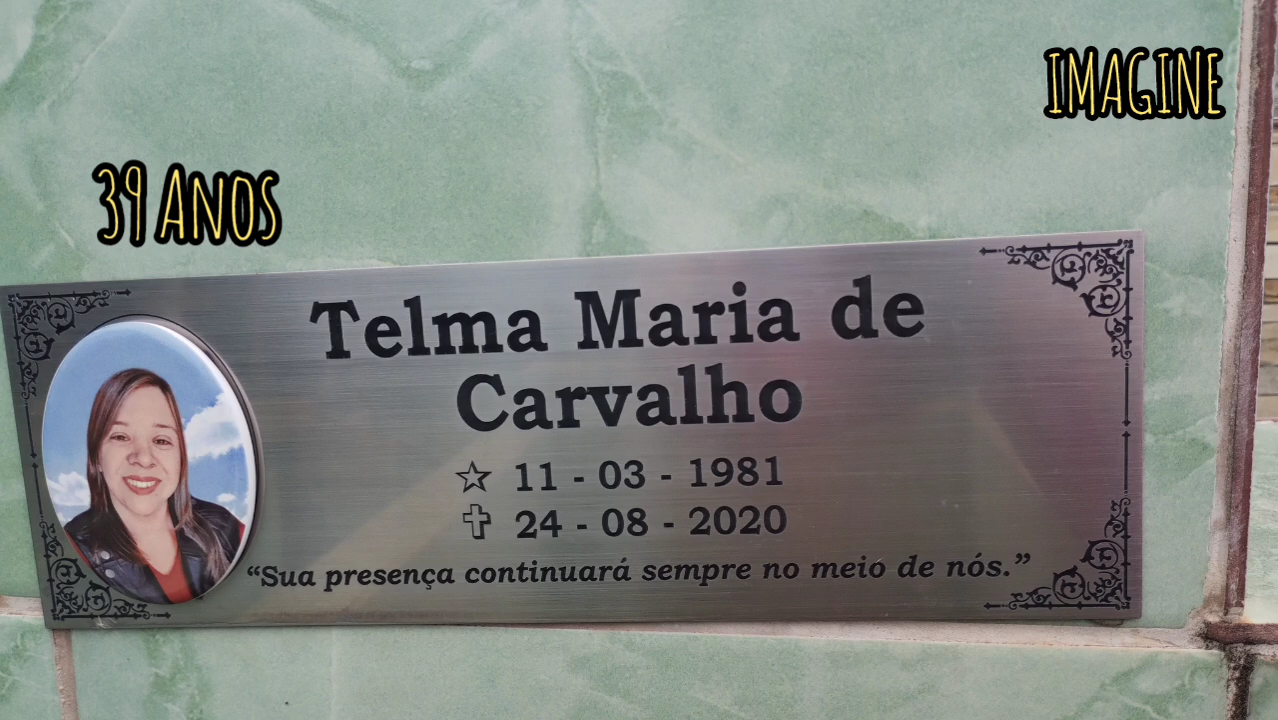 IMAGINE
39 Anos
Telma Maria de
Carvalho
☆ 11 - 03 - 1981
✞ 24 - 08 - 2020
“Sua presença continuará sempre no meio de nós.”